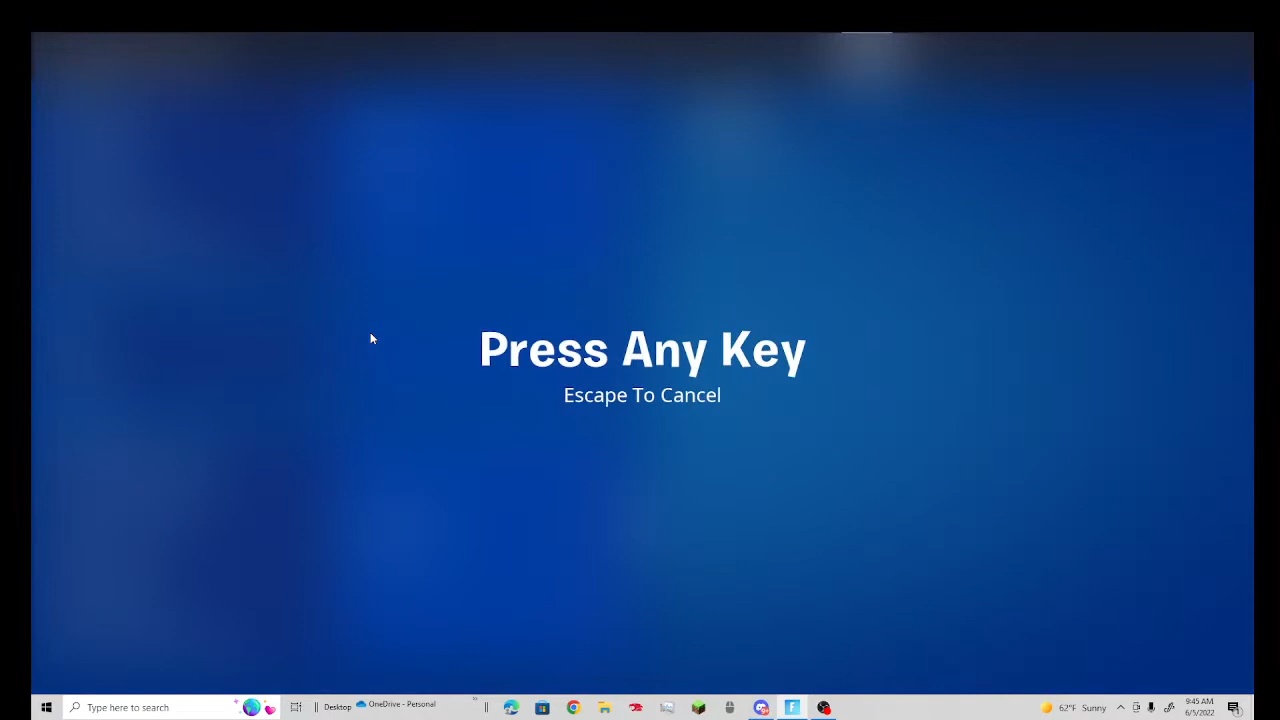 Press Any Key
Escape To Cancel
Type here to search
Desktop
OneDrive - Personal
62°F Sunny
9:45 AM
6/5/2022